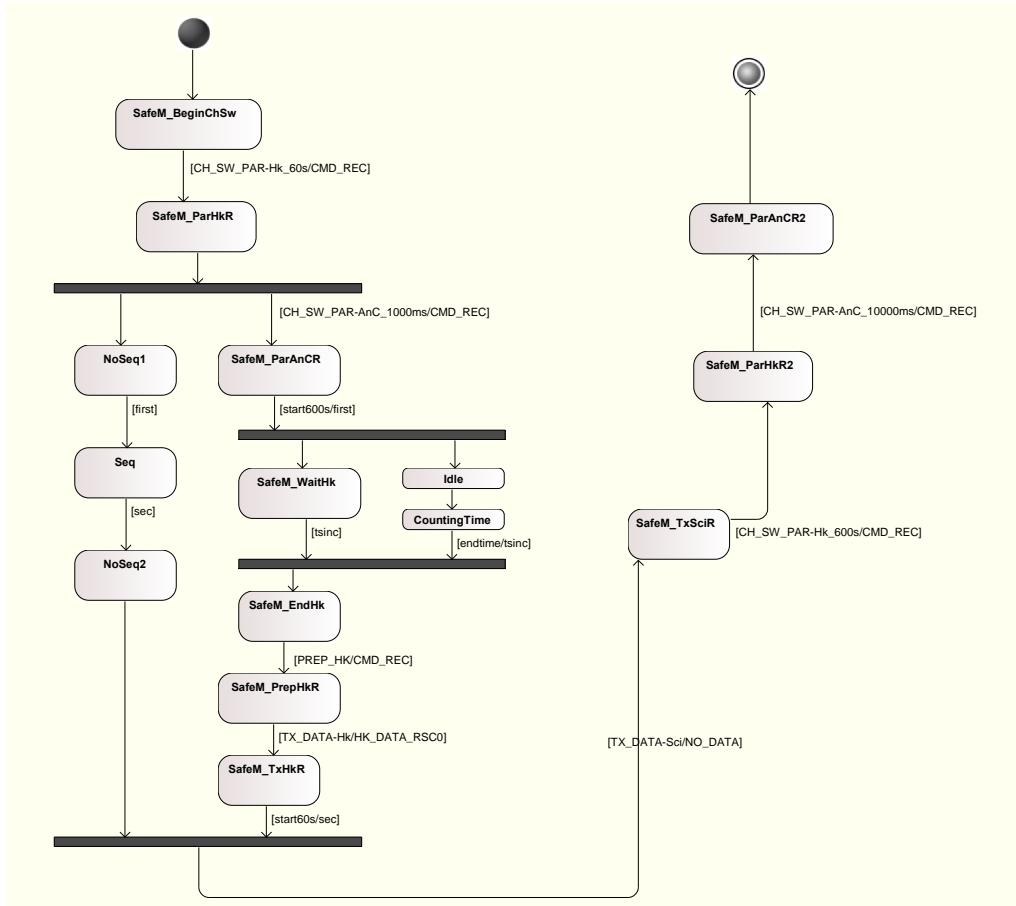 SafeM_BeginChSw
[CH_SW_PAR-Hk_60s/CMD_REC]
SafeM_ParHkR
[CH_SW_PAR-AnC_1000ms/CMD_REC]
NoSeq1
SafeM_ParAnCR
[first]
[start600s/first]
Seq
SafeM_WaitHk
Idle
CountingTime
[sec]
[tsinc]
[endtime/tsinc]
NoSeq2
SafeM_EndHk
[PREP_HK/CMD_REC]
SafeM_PrepHkR
[TX_DATA-Hk/HK_DATA_RSC0]
SafeM_TxHkR
[start60s/sec]
[TX_DATA-Sci/NO_DATA]
SafeM_TxSciR
[CH_SW_PAR-Hk_600s/CMD_REC]
SafeM_ParHkR2
[CH_SW_PAR-AnC_10000ms/CMD_REC]
SafeM_ParAnCR2